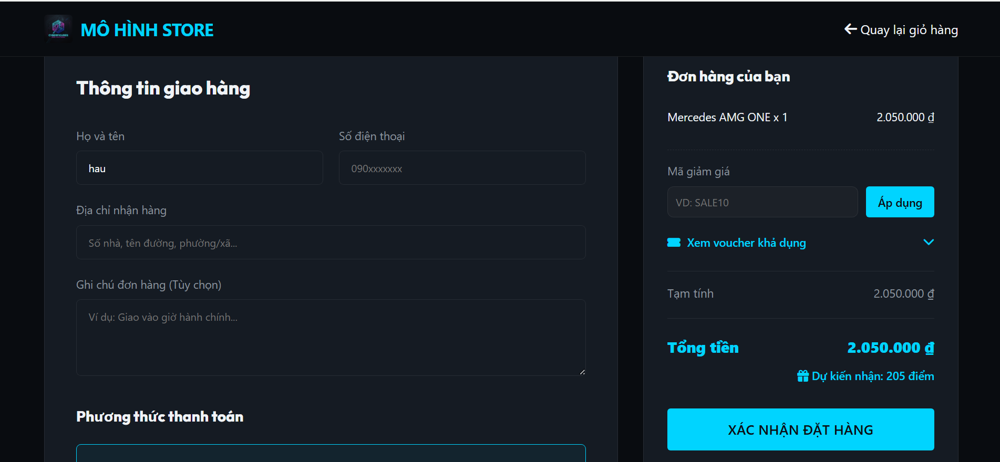 CYBERFIGURES
MÔ HÌNH STORE
Quay lại giỏ hàng
Thông tin giao hàng
Họ và tên
Số điện thoại
hau
090xxxxxxx
Địa chỉ nhận hàng
Số nhà, tên đường, phường/xã...
Ghi chú đơn hàng (Tùy chọn)
Ví dụ: Giao vào giờ hành chính...
Phương thức thanh toán
Đơn hàng của bạn
Mercedes AMG ONE x 1 2.050.000 ₫
Mã giảm giá
VD: SALE10
Áp dụng
Xem voucher khả dụng
Tạm tính 2.050.000 ₫
Tổng tiền 2.050.000 ₫
Dự kiến nhận: 205 điểm
XÁC NHẬN ĐẶT HÀNG